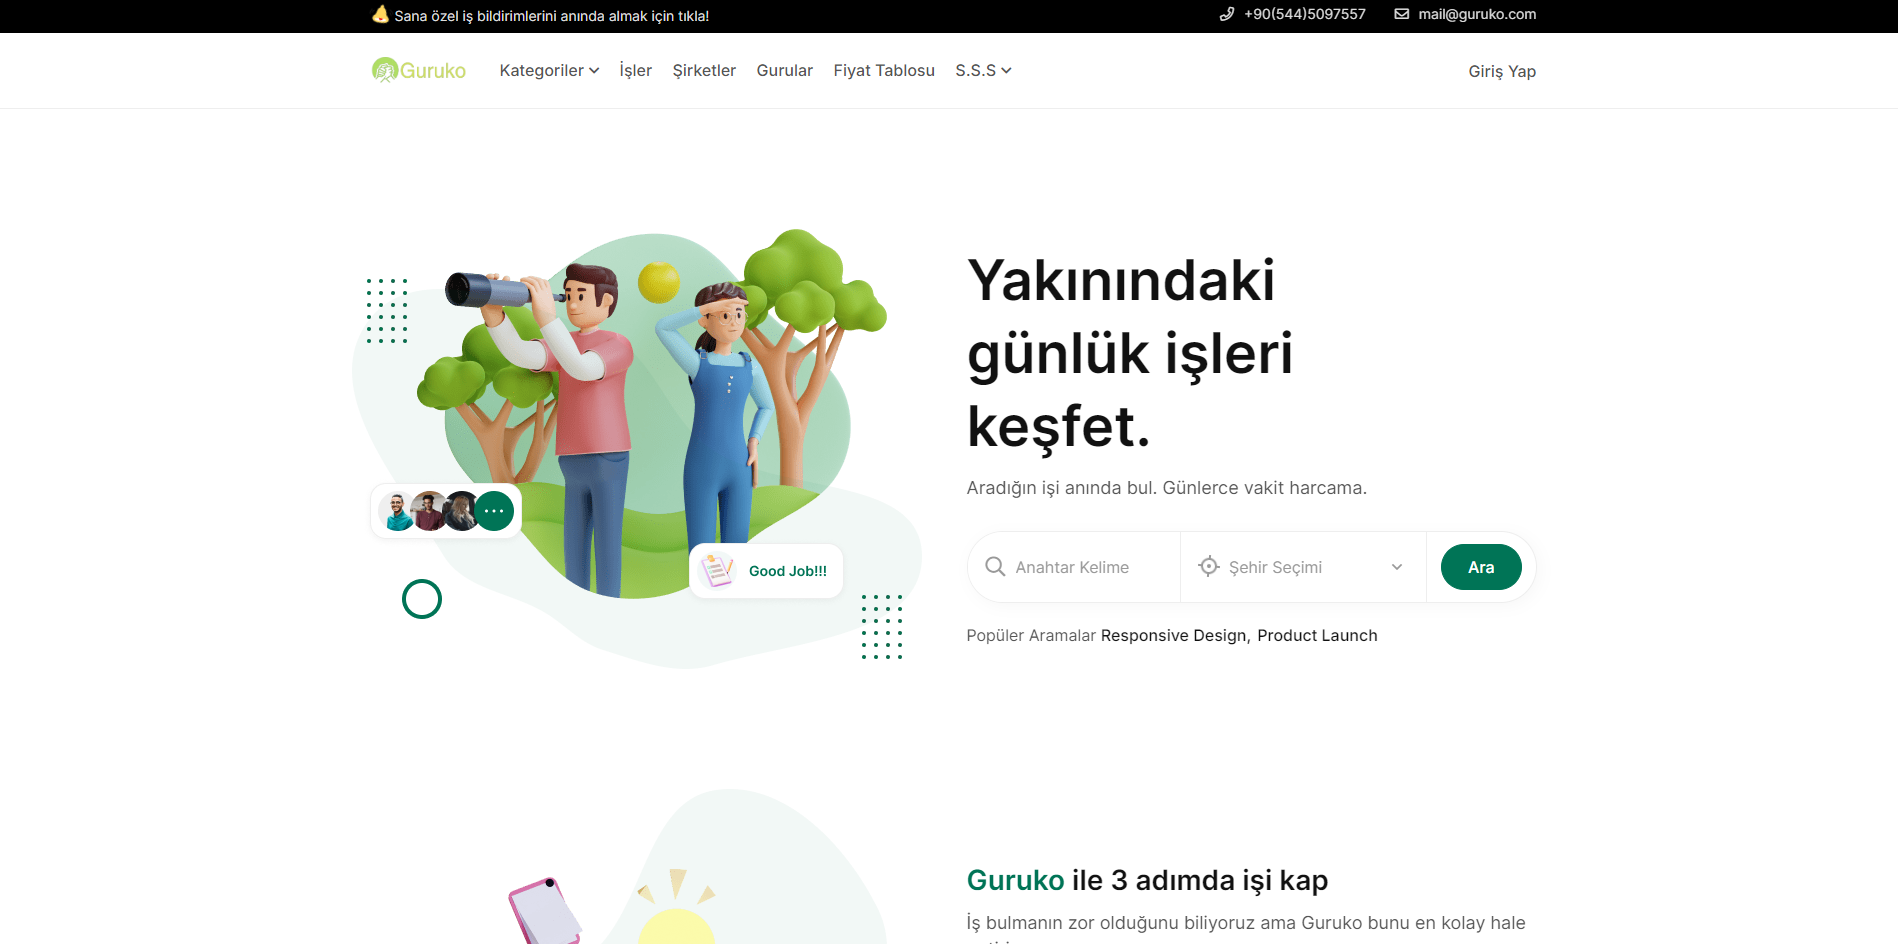 Sana özel iş bildirimlerini anında almak için tıkla!
+90(544)5097557
mail@guruko.com
Guruko
Kategoriler
İşler
Şirketler
Gurular
Fiyat Tablosu
S.S.S
Giriş Yap
Yakınındaki
günlük işleri
keşfet.
Aradığın işi anında bul. Günlerce vakit harcama.
Anahtar Kelime
Şehir Seçimi
Ara
Popüler Aramalar Responsive Design, Product Launch
Good Job!!!
Guruko ile 3 adımda işi kap
İş bulmanın zor olduğunu biliyoruz ama Guruko bunu en kolay hale